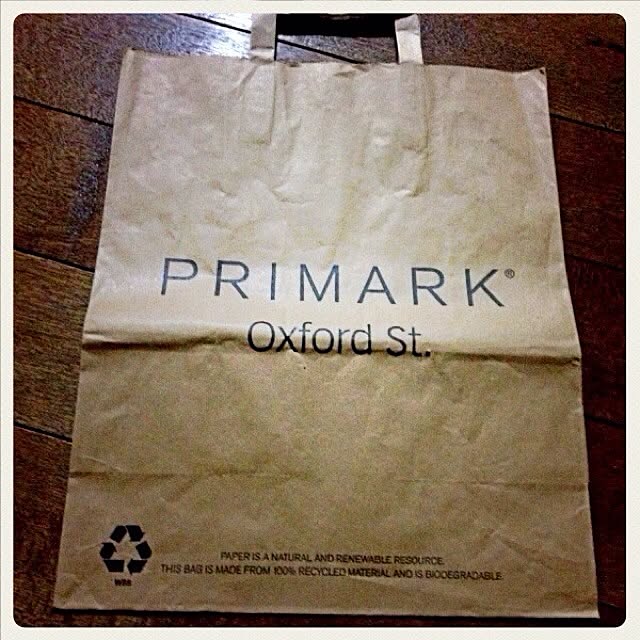 PRIMARK®
Oxford St.
PAPER IS A NATURAL AND RENEWABLE RESOURCE.
THIS BAG IS MADE FROM 100% RECYCLED MATERIAL AND IS BIODEGRADABLE.